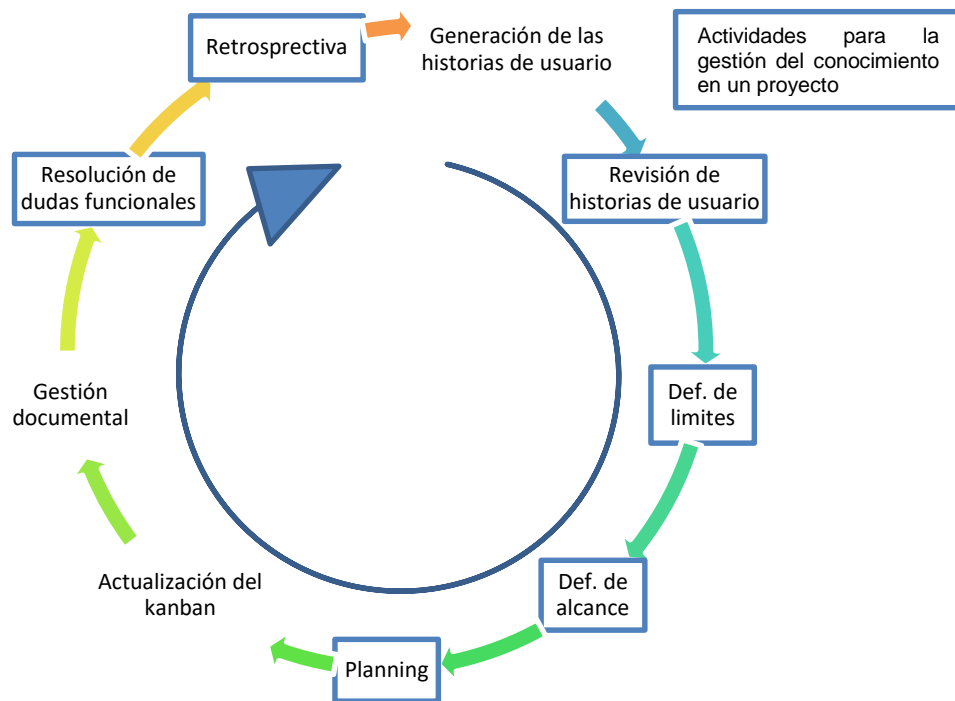 Retrosprectiva
Generación de las
historias de usuario
Actividades para la
gestión del conocimiento
en un proyecto
Revisión de
historias de usuario
Def. de
limites
Def. de
alcance
Planning
Actualización del
kanban
Gestión
documental
Resolución de
dudas funcionales